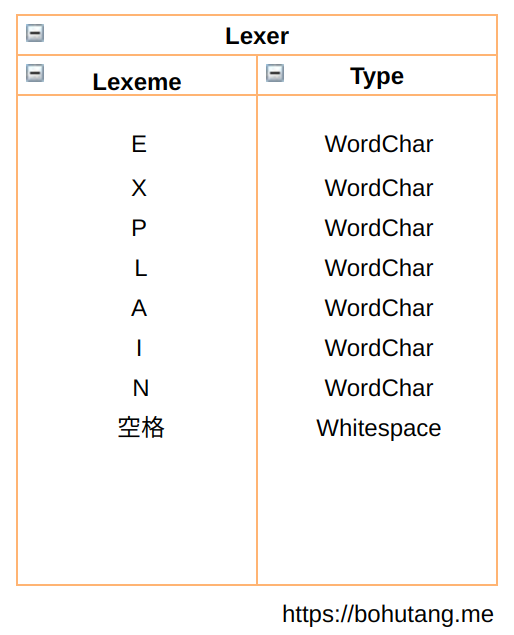 Lexer
Lexeme Type
E WordChar
X WordChar
P WordChar
L WordChar
A WordChar
I WordChar
N WordChar
空格 Whitespace
https://bohutang.me